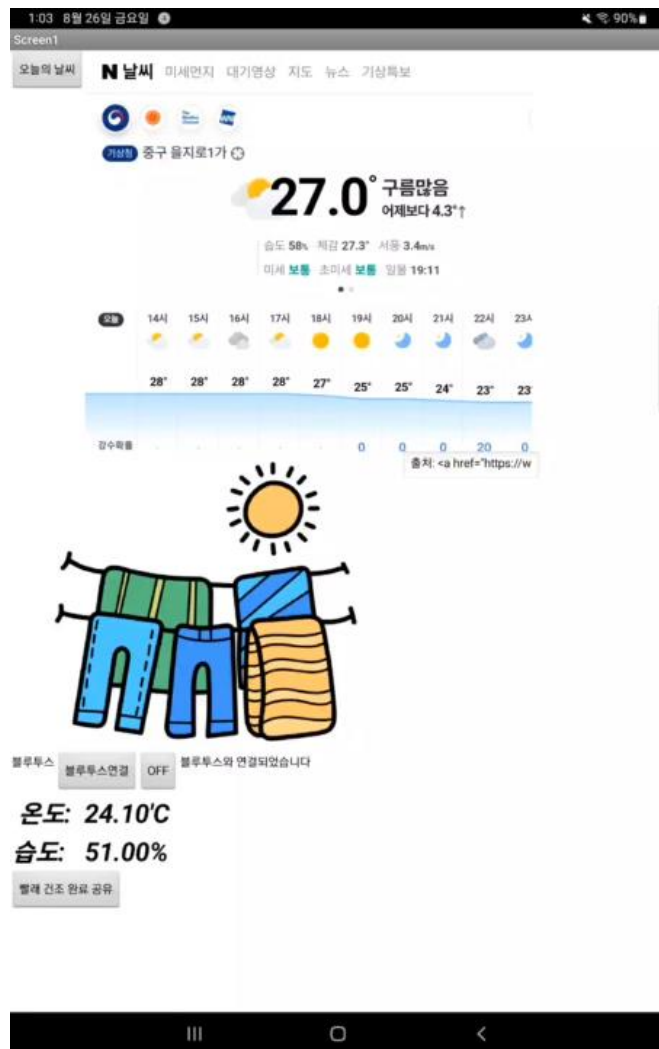 1:03 8월 26일 금요일
90%
Screen1
오늘의 날씨
N 날씨 미세먼지 대기영상 지도 뉴스 기상특보
기상청 중구 을지로1가
27.0° 구름많음
어제보다 4.3°↑
습도 58% 체감 27.3° 서풍 3.4m/s
미세 보통 초미세 보통 일몰 19:11
오늘 14시 15시 16시 17시 18시 19시 20시 21시 22시 23시
28° 28° 28° 28° 27° 25° 25° 24° 23° 23
강수확률 - - - - - 0 0 0 20 0
출처: <a href="https://w
블루투스 블루투스연결 OFF 블루투스와 연결되었습니다
온도: 24.10'C
습도: 51.00%
빨래 건조 완료 공유